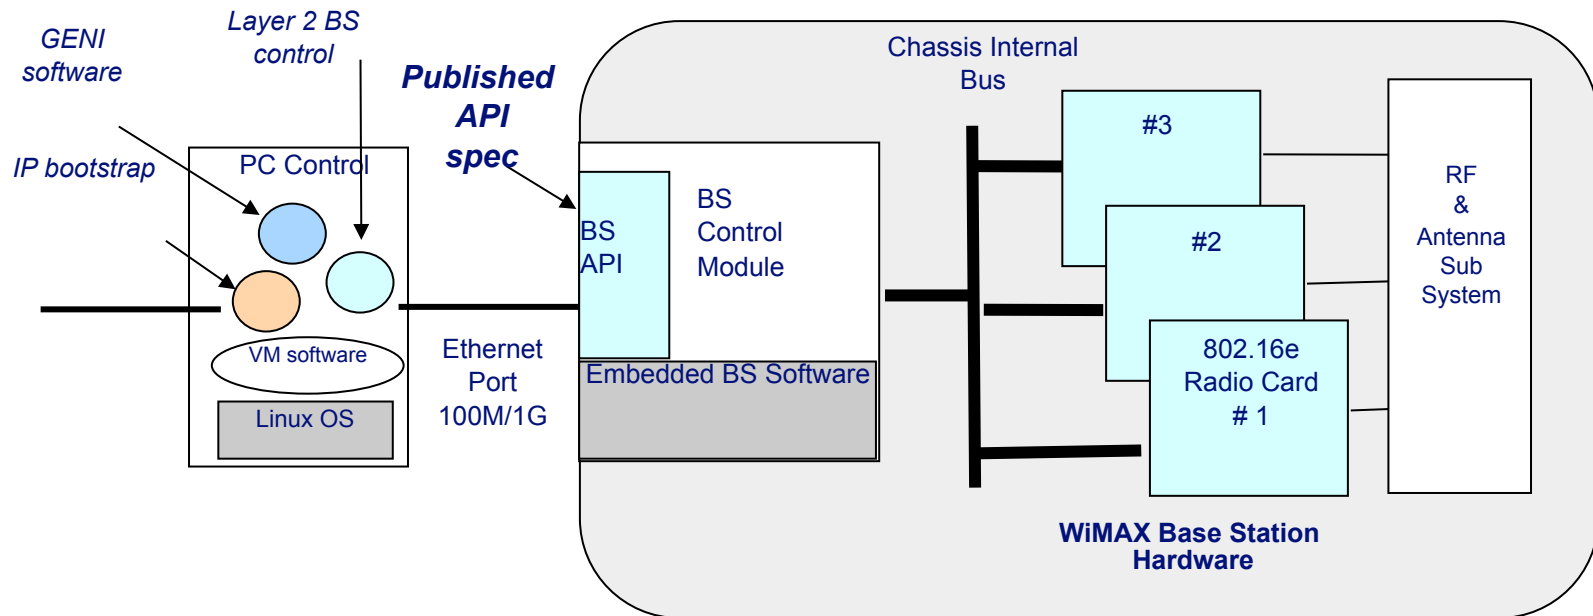 GENI
software
Layer 2 BS
control
Published
API
spec
IP bootstrap
PC Control
VM software
Linux OS
Ethernet
Port
100M/1G
BS
API
BS
Control
Module
Embedded BS Software
Chassis Internal
Bus
#3
#2
802.16e
Radio Card
# 1
RF
&
Antenna
Sub
System
WiMAX Base Station
Hardware